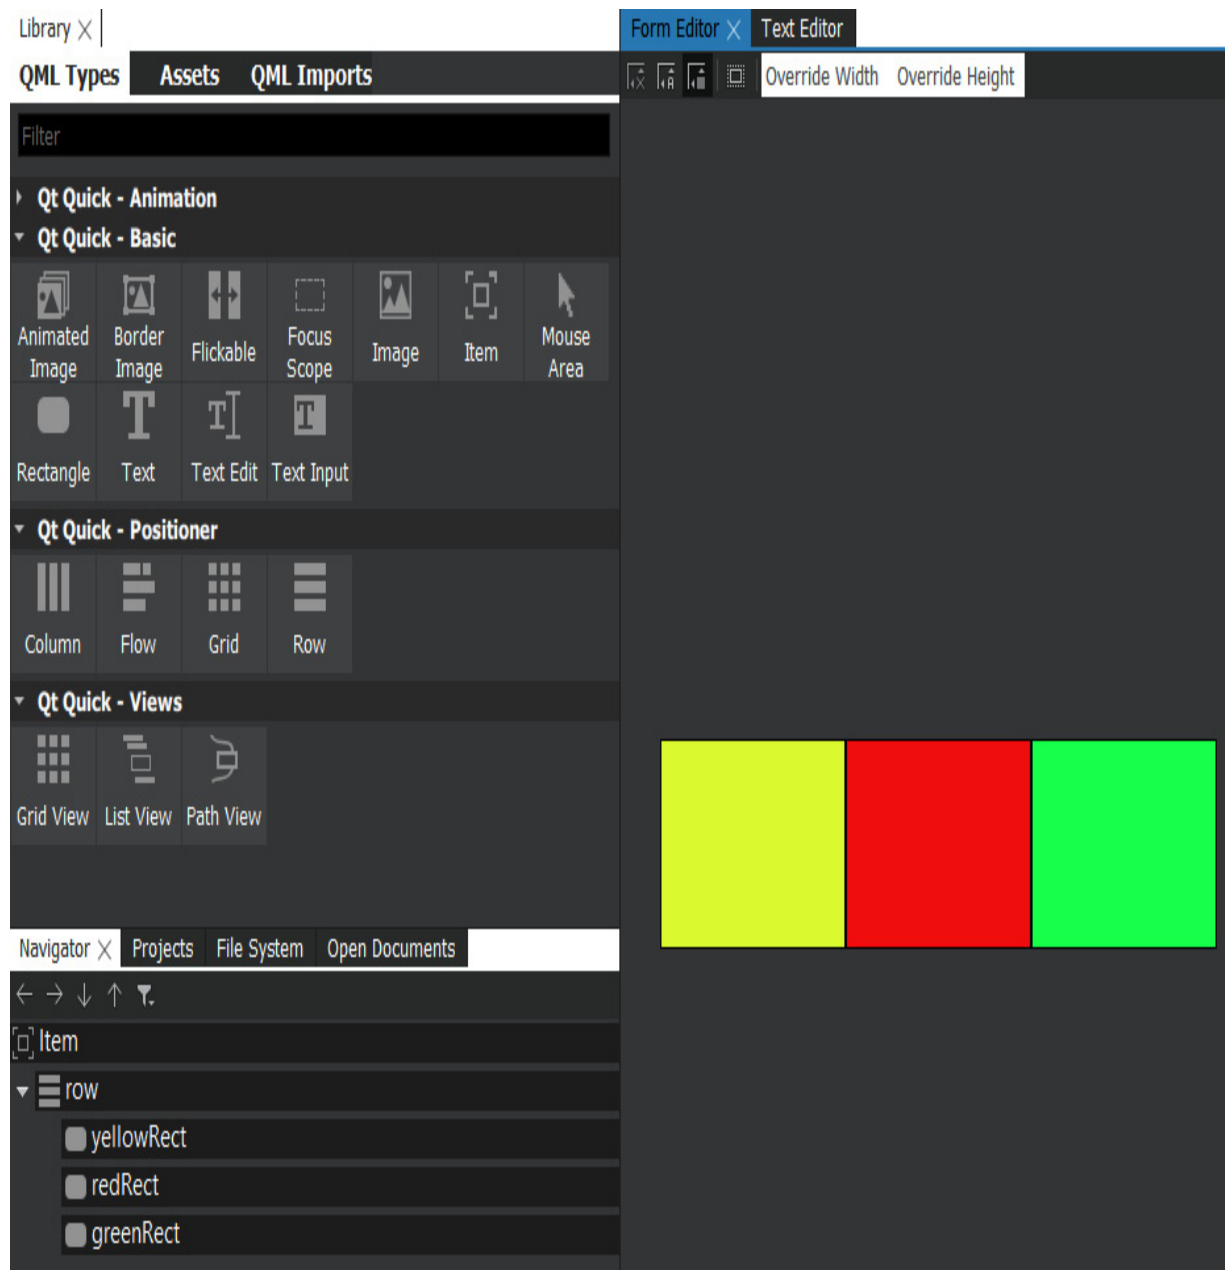 Library
QML Types Assets QML Imports
Filter
Qt Quick - Animation
Qt Quick - Basic
Animated Image
Border Image
Flickable
Focus Scope
Image
Item
Mouse Area
Rectangle
Text
Text Edit
Text Input
Qt Quick - Positioner
Column
Flow
Grid
Row
Qt Quick - Views
Grid View
List View
Path View
Navigator Projects File System Open Documents
Item
row
yellowRect
redRect
greenRect
Form Editor Text Editor
Override Width Override Height